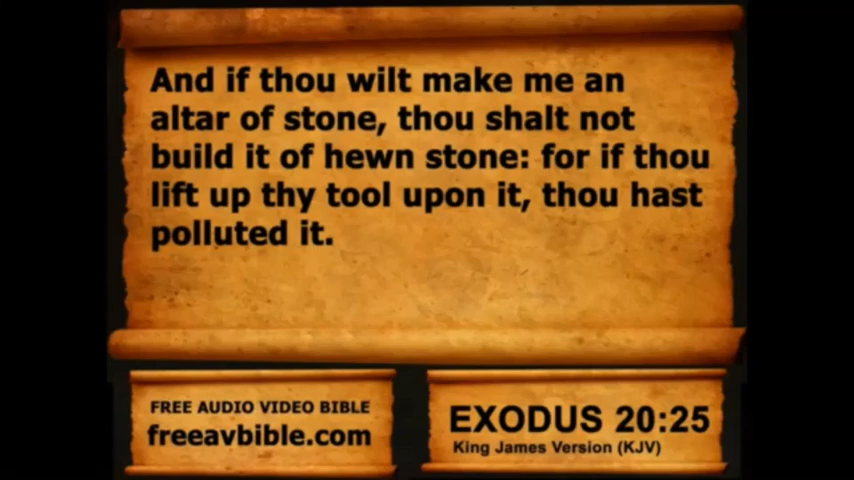 And if thou wilt make me an
altar of stone, thou shalt not
build it of hewn stone: for if thou
lift up thy tool upon it, thou hast
polluted it.
FREE AUDIO VIDEO BIBLE
freeavbible.com
EXODUS 20:25
King James Version (KJV)